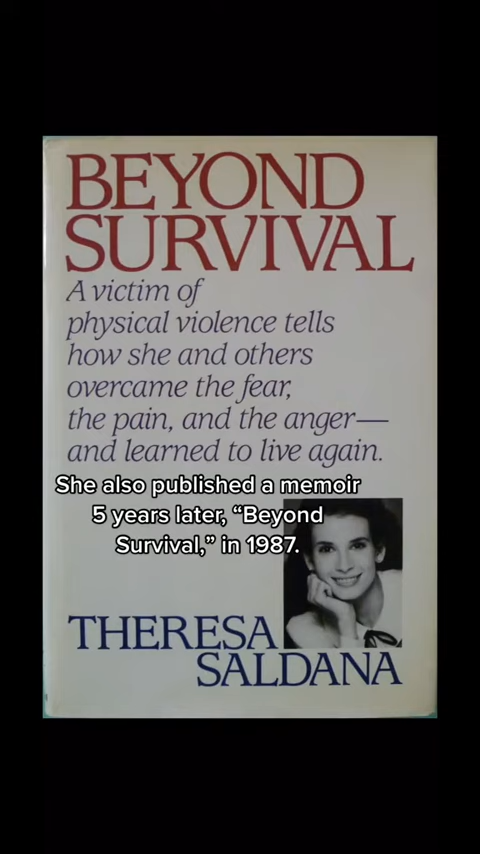 BEYOND
SURVIVAL
A victim of
physical violence tells
how she and others
overcame the fear,
the pain, and the anger—
and learned to live again.
She also published a memoir
5 years later, “Beyond
Survival,” in 1987.
THERESA
SALDANA